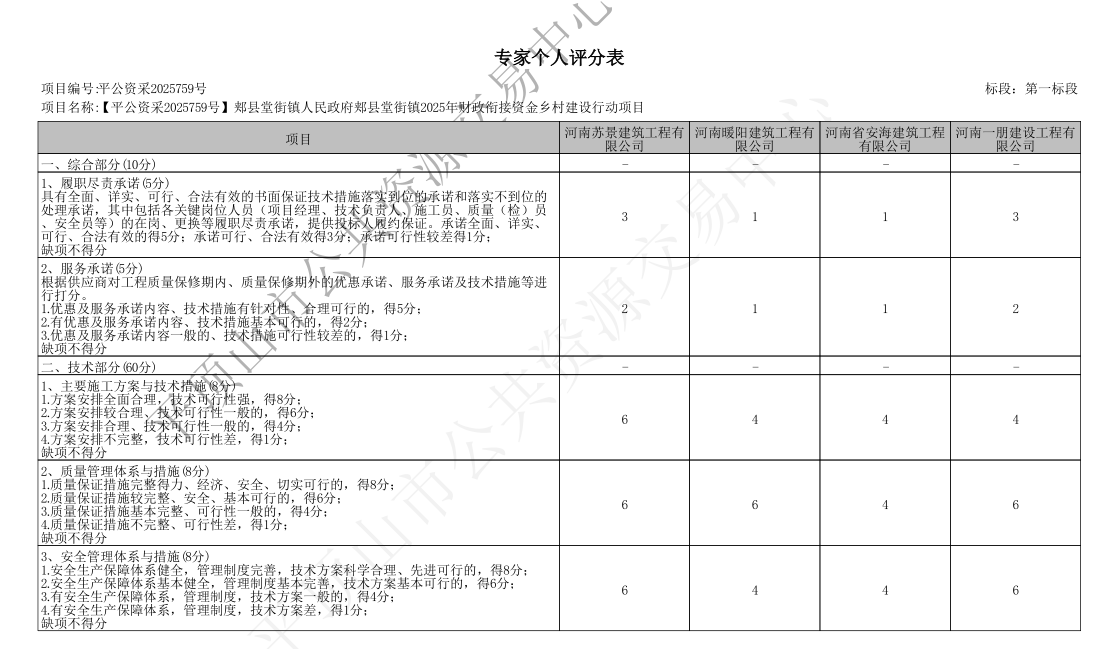 专家个人评分表
项目编号:平公资采2025759号
标段: 第一标段
项目名称:【平公资采2025759号】郏县堂街镇人民政府郏县堂街镇2025年财政衔接资金乡村建设行动项目
项目
河南苏景建筑工程有
限公司
河南暖阳建筑工程有
限公司
河南省安海建筑工程
有限公司
河南一朋建设工程有
限公司
一、综合部分(10分)
–
–
–
–
1、履职尽责承诺(5分)
具有全面、详实、可行、合法有效的书面保证技术措施落实到位的承诺和落实不到位的
处理承诺，其中包括各关键岗位人员（项目经理、技术负责人、施工员、质量（检）员
、安全员等）的在岗、更换等履职尽责承诺，提供投标人履约保证。承诺全面、详实、
可行、合法有效的得5分；承诺可行、合法有效得3分；承诺可行性较差得1分；
缺项不得分
3
1
1
3
2、服务承诺(5分)
根据供应商对工程质量保修期内、质量保修期外的优惠承诺、服务承诺及技术措施等进
行打分。
1.优惠及服务承诺内容、技术措施有针对性、合理可行的，得5分；
2.有优惠及服务承诺内容、技术措施基本可行的，得2分；
3.优惠及服务承诺内容一般的、技术措施可行性较差的，得1分；
缺项不得分
2
1
1
2
二、技术部分(60分)
–
–
–
–
1、主要施工方案与技术措施(8分)
1.方案安排全面合理，技术可行性强，得8分；
2.方案安排较合理、技术可行性一般的，得6分；
3.方案安排合理、技术可行性一般的，得4分；
4.方案安排不完整，技术可行性差，得1分；
缺项不得分
6
4
4
4
2、质量管理体系与措施(8分)
1.质量保证措施完整得力、经济、安全、切实可行的，得8分；
2.质量保证措施较完整、安全、基本可行的，得6分；
3.质量保证措施基本完整、可行性一般的，得4分；
4.质量保证措施不完整、可行性差，得1分；
缺项不得分
6
6
4
6
3、安全管理体系与措施(8分)
1.安全生产保障体系健全，管理制度完善，技术方案科学合理、先进可行的，得8分；
2.安全生产保障体系基本健全，管理制度基本完善，技术方案基本可行的，得6分；
3.有安全生产保障体系，管理制度，技术方案一般的，得4分；
4.有安全生产保障体系，管理制度，技术方案差，得1分；
缺项不得分
6
4
4
6
平顶山市公共资源交易中心
平顶山市公共资源交易中心